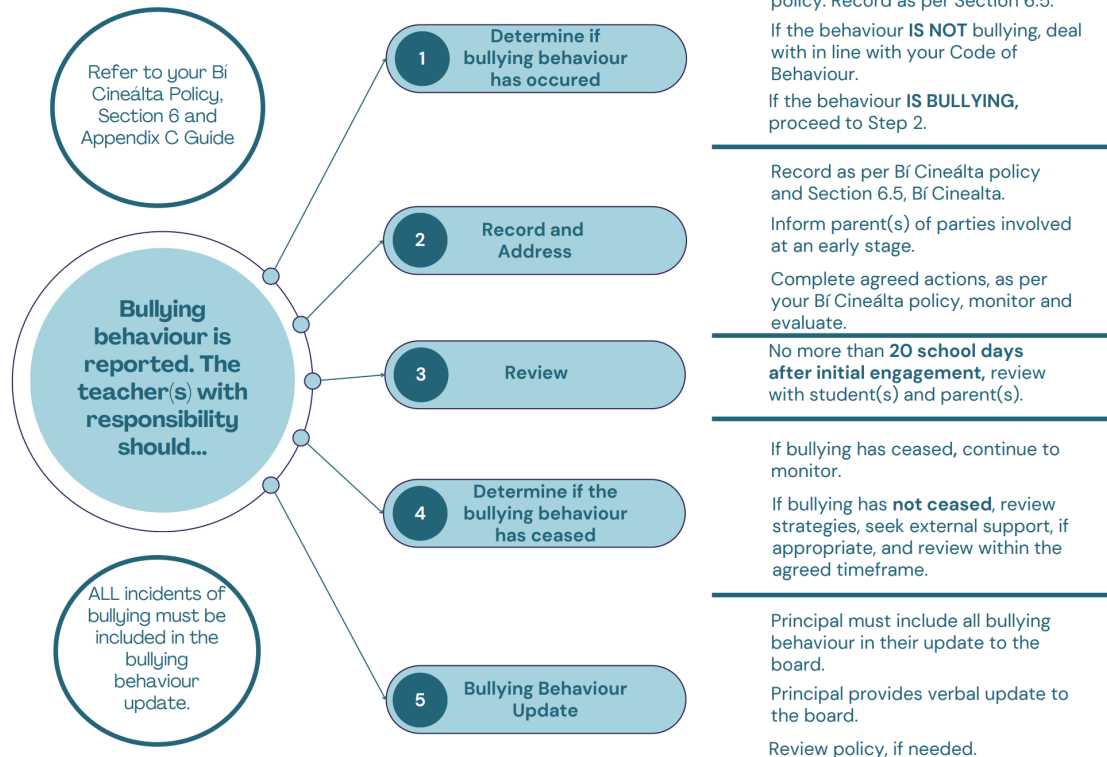 Refer to your Bí
Cineálta Policy,
Section 6 and
Appendix C Guide
Bullying
behaviour is
reported. The
teacher(s) with
responsibility
should...
ALL incidents of
bullying must be
included in the
bullying
behaviour
update.
1
Determine if
bullying behaviour
has occured
policy. Record as per Section 6.5.
If the behaviour IS NOT bullying, deal
with in line with your Code of
Behaviour.
If the behaviour IS BULLYING,
proceed to Step 2.
2
Record and
Address
Record as per Bí Cineálta policy
and Section 6.5, Bí Cinealta.
Inform parent(s) of parties involved
at an early stage.
Complete agreed actions, as per
your Bí Cineálta policy, monitor and
evaluate.
3
Review
No more than 20 school days
after initial engagement, review
with student(s) and parent(s).
4
Determine if the
bullying behaviour
has ceased
If bullying has ceased, continue to
monitor.
If bullying has not ceased, review
strategies, seek external support, if
appropriate, and review within the
agreed timeframe.
5
Bullying Behaviour
Update
Principal must include all bullying
behaviour in their update to the
board.
Principal provides verbal update to
the board.
Review policy, if needed.